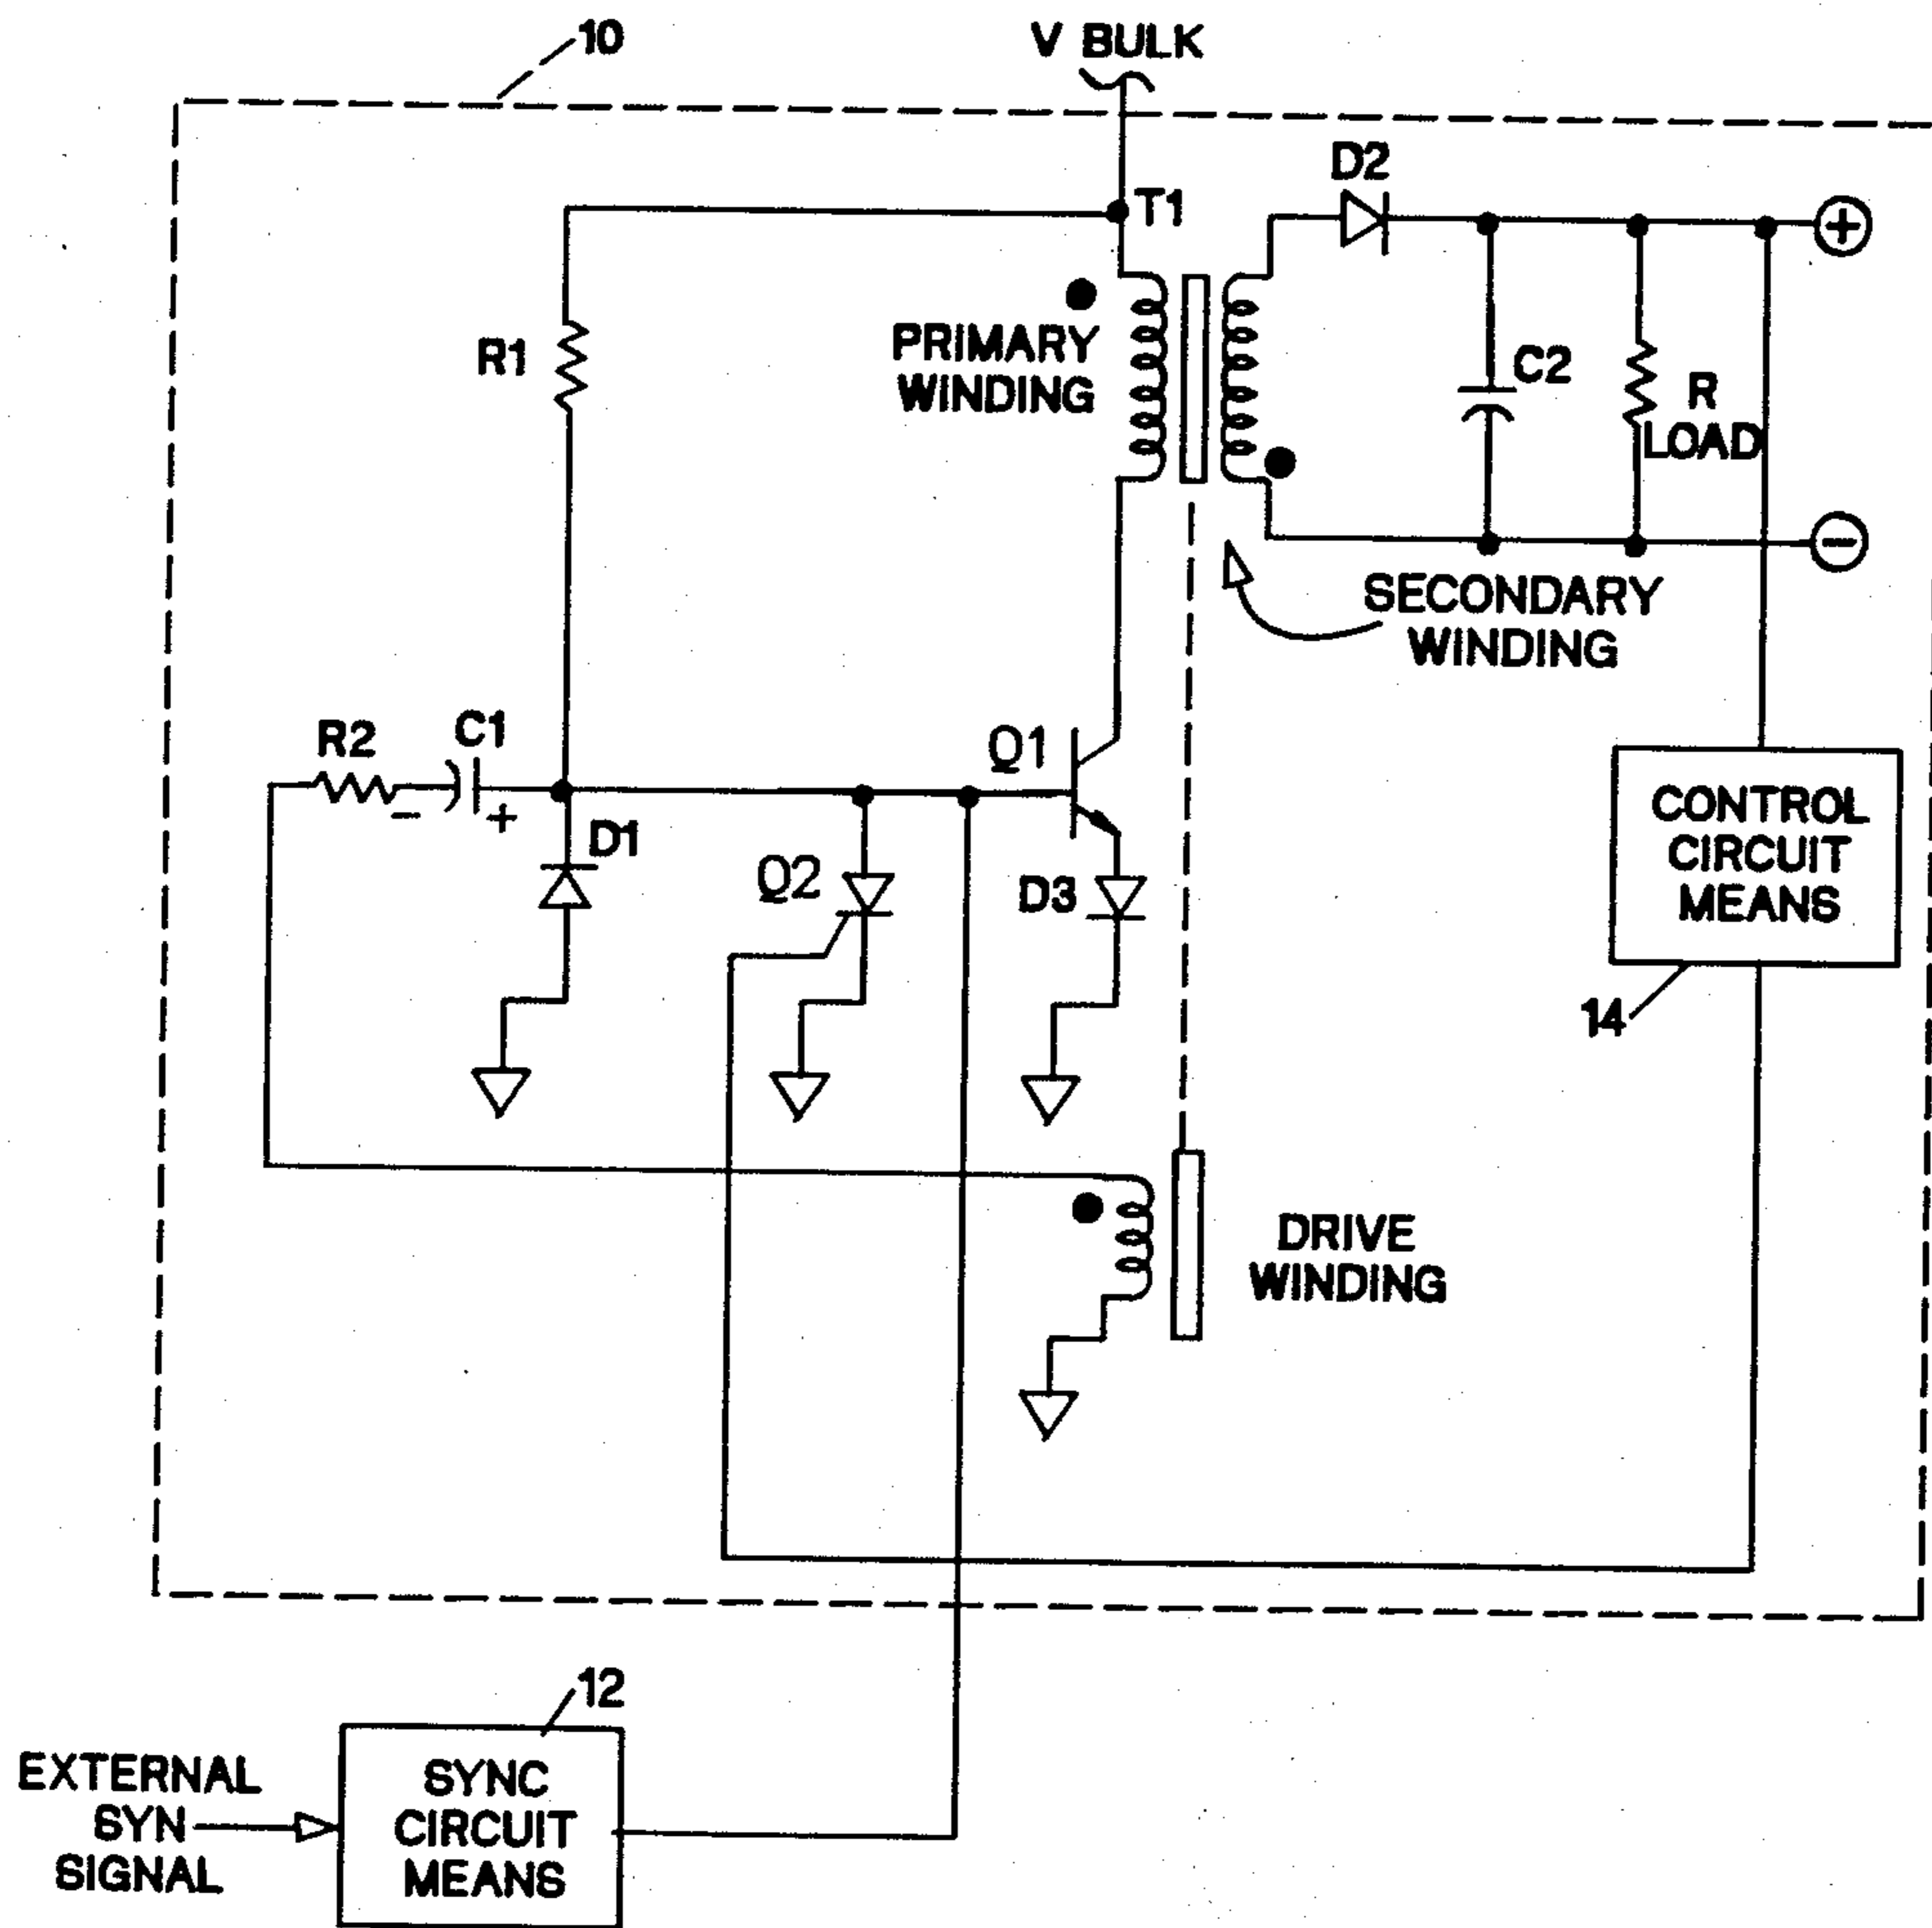 10
V BULK
D2
T1
+
R1
PRIMARY
WINDING
C2
R
LOAD
−
SECONDARY
WINDING
R2
C1
Q1
−
+
D1
Q2
D3
CONTROL
CIRCUIT
MEANS
14
DRIVE
WINDING
12
EXTERNAL
SYN
SIGNAL
SYNC
CIRCUIT
MEANS